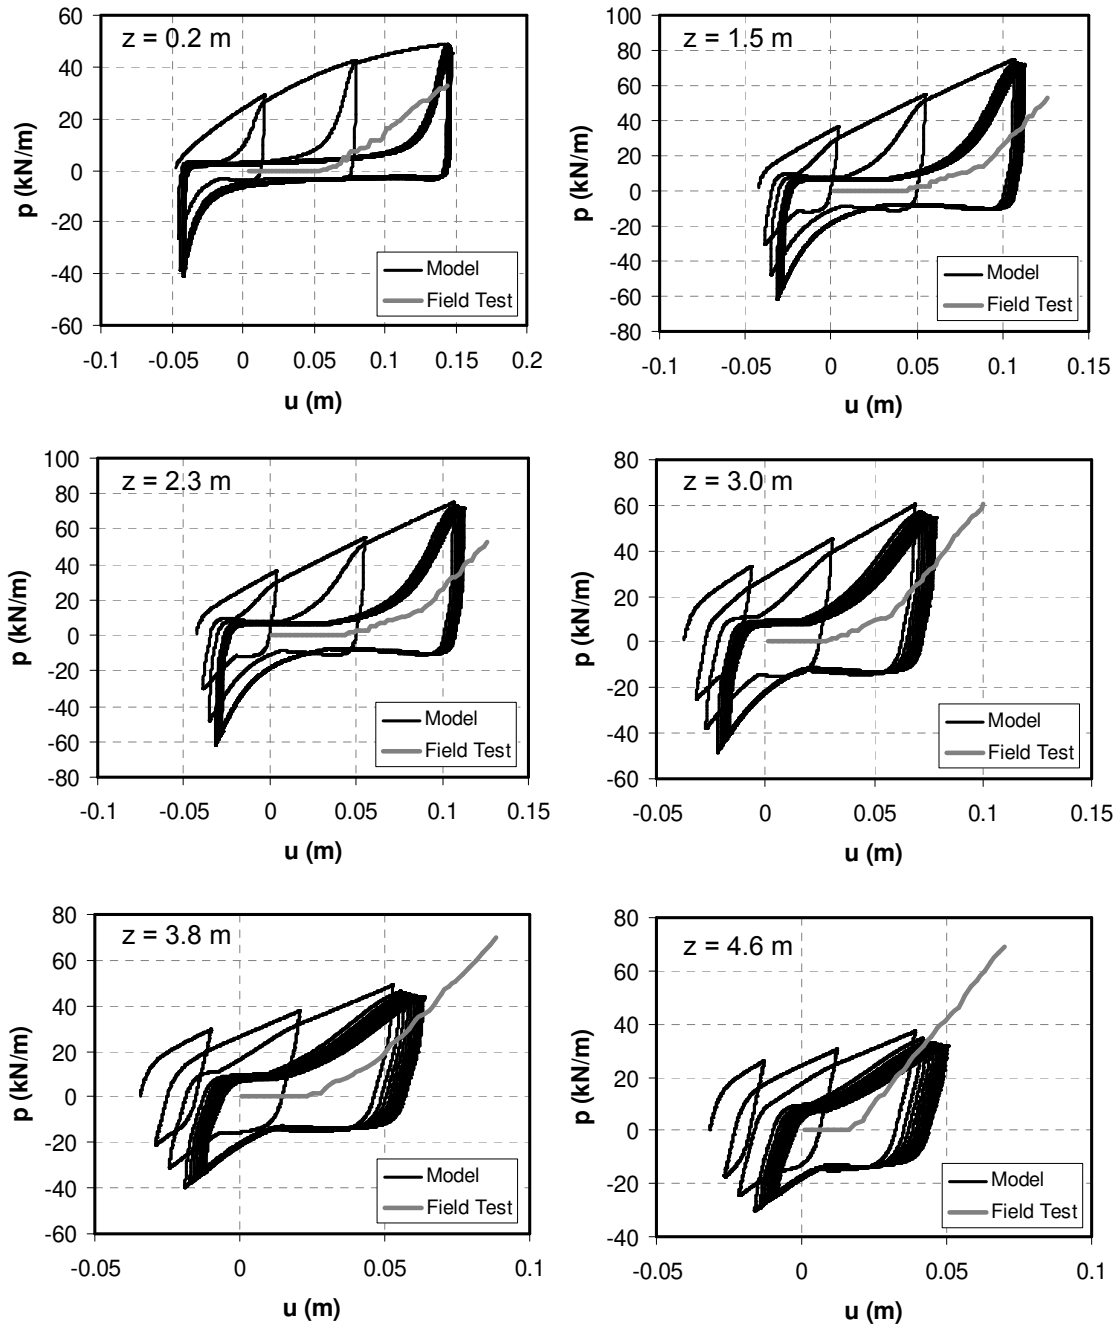 z = 0.2 m
p (kN/m)
60
40
20
0
-20
-40
-60
-0.1 -0.05 0 0.05 0.1 0.15 0.2
u (m)
Model
Field Test
z = 1.5 m
p (kN/m)
100
80
60
40
20
0
-20
-40
-60
-80
-0.1 -0.05 0 0.05 0.1 0.15
u (m)
Model
Field Test
z = 2.3 m
p (kN/m)
100
80
60
40
20
0
-20
-40
-60
-80
-0.1 -0.05 0 0.05 0.1 0.15
u (m)
Model
Field Test
z = 3.0 m
p (kN/m)
80
60
40
20
0
-20
-40
-60
-0.05 0 0.05 0.1 0.15
u (m)
Model
Field Test
z = 3.8 m
p (kN/m)
80
60
40
20
0
-20
-40
-60
-0.05 0 0.05 0.1
u (m)
Model
Field Test
z = 4.6 m
p (kN/m)
80
60
40
20
0
-20
-40
-0.05 0 0.05 0.1
u (m)
Model
Field Test